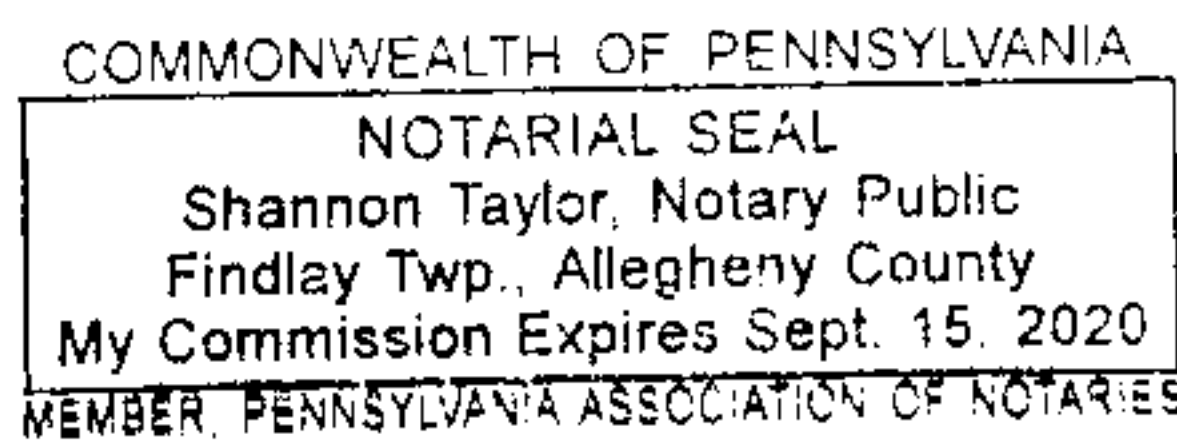 COMMONWEALTH OF PENNSYLVANIA
NOTARIAL SEAL
Shannon Taylor, Notary Public
Findlay Twp., Allegheny County
My Commission Expires Sept. 15, 2020
MEMBER, PENNSYLVANIA ASSOCIATION OF NOTARIES